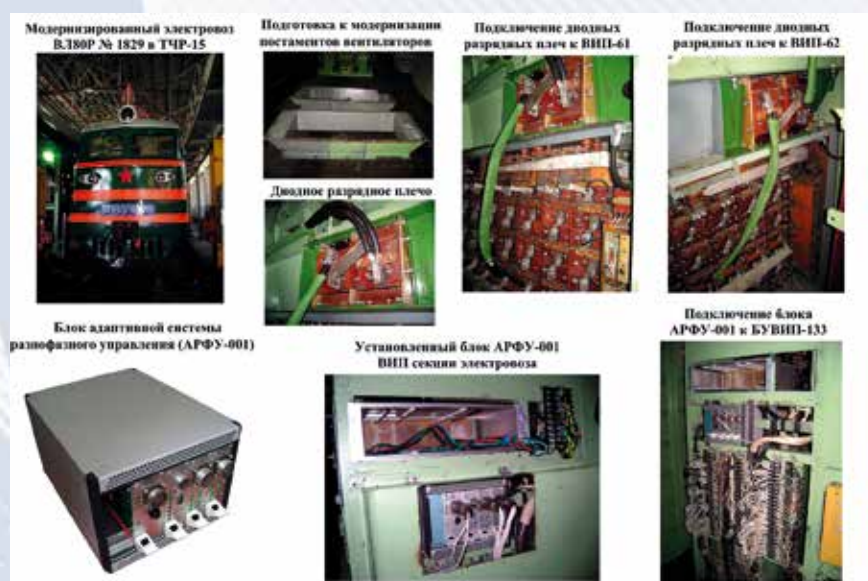 Модернизированный электровоз
ВЛ80Р № 1829 в ТЧР-15
Подготовка к модернизации
постаментов вентиляторов
Подключение диодных
разрядных плеч к ВИП-61
Подключение диодных
разрядных плеч к ВИП-62
Диодное разрядное плечо
Блок адаптивной системы
разнофазного управления (АРФУ-001)
Установленный блок АРФУ-001
ВИП секции электровоза
Подключение блока
АРФУ-001 к БУВИП-133